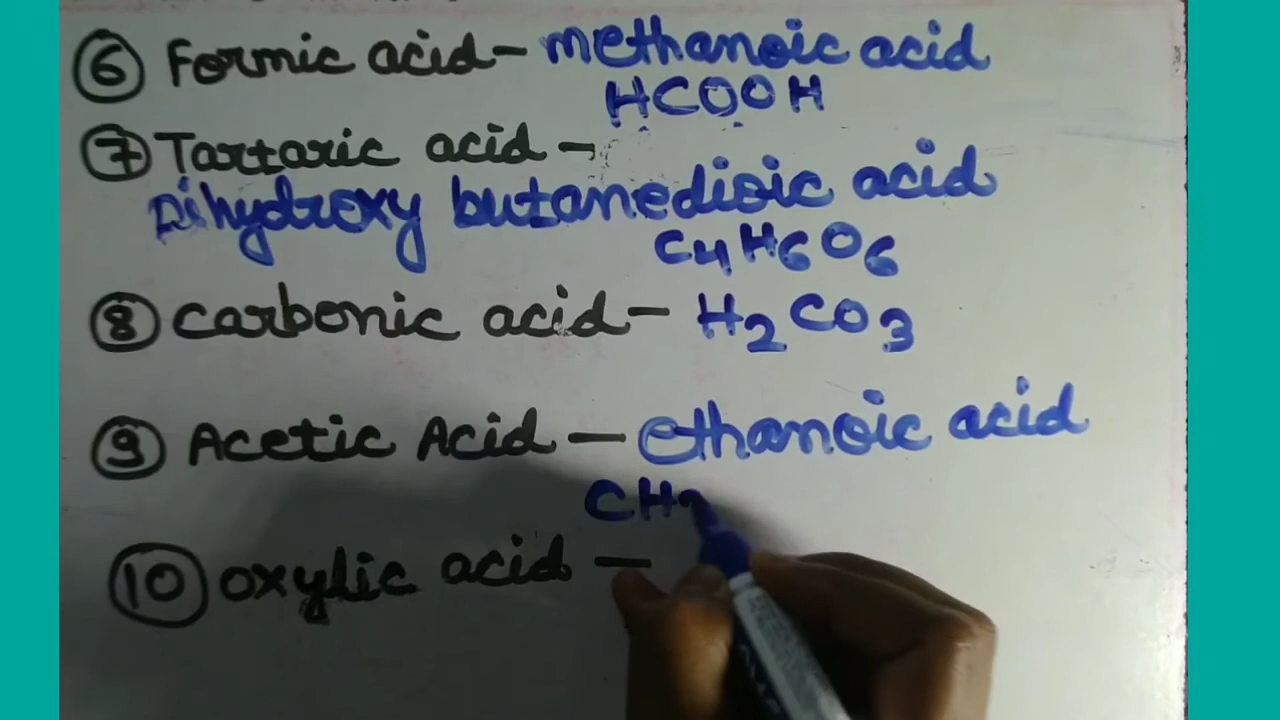 ⑥ Formic acid - methanoic acid
HCOOH
⑦ Tartaric acid -
Dihydroxy butanedioic acid
C4H6O6
⑧ Carbonic acid - H2CO3
⑨ Acetic Acid - ethanoic acid
CH
⑩ oxylic acid -